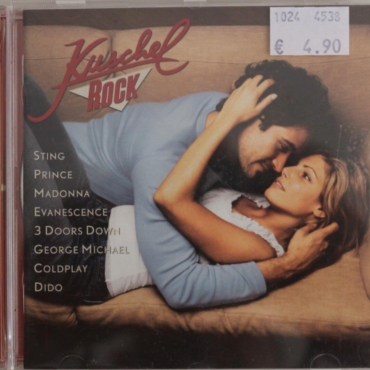 1024 4538
€ 4.90
Kuschel
ROCK
STING
PRINCE
MADONNA
EVANESCENCE
3 DOORS DOWN
GEORGE MICHAEL
COLDPLAY
DIDO